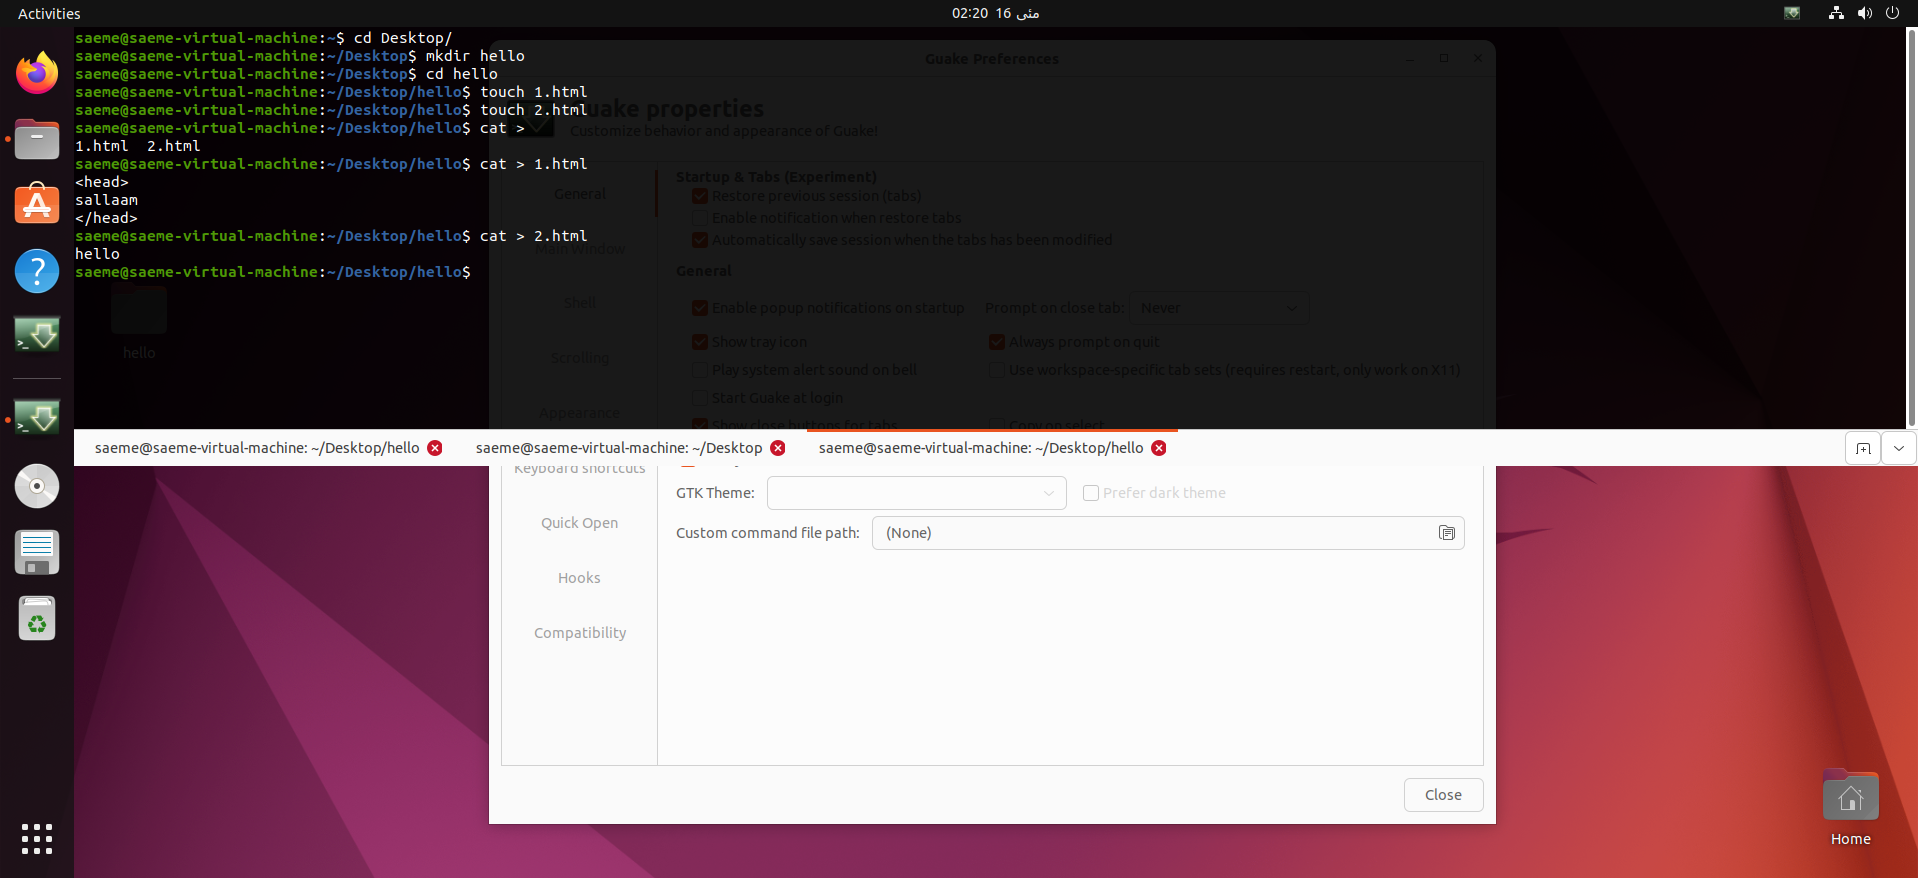 Activities
02:20 16 مئی
saeme@saeme-virtual-machine:~$ cd Desktop/
saeme@saeme-virtual-machine:~/Desktop$ mkdir hello
saeme@saeme-virtual-machine:~/Desktop$ cd hello
saeme@saeme-virtual-machine:~/Desktop/hello$ touch 1.html
saeme@saeme-virtual-machine:~/Desktop/hello$ touch 2.html
saeme@saeme-virtual-machine:~/Desktop/hello$ cat >
1.html  2.html
saeme@saeme-virtual-machine:~/Desktop/hello$ cat > 1.html
<head>
sallaam
</head>
saeme@saeme-virtual-machine:~/Desktop/hello$ cat > 2.html
hello
saeme@saeme-virtual-machine:~/Desktop/hello$
hello
Guake Preferences
Guake properties
Customize behavior and appearance of Guake!
General
Main Window
Shell
Scrolling
Appearance
Startup & Tabs (Experiment)
Restore previous session (tabs)
Enable notification when restore tabs
Automatically save session when the tabs has been modified
General
Enable popup notifications on startup
Prompt on close tab: Never
Show tray icon
Always prompt on quit
Play system alert sound on bell
Use workspace-specific tab sets (requires restart, only work on X11)
Start Guake at login
Show close buttons for tabs
Copy on select
saeme@saeme-virtual-machine: ~/Desktop/hello
saeme@saeme-virtual-machine: ~/Desktop
saeme@saeme-virtual-machine: ~/Desktop/hello
Keyboard shortcuts
Quick Open
Hooks
Compatibility
GTK Theme:
Prefer dark theme
Custom command file path: (None)
Close
Home